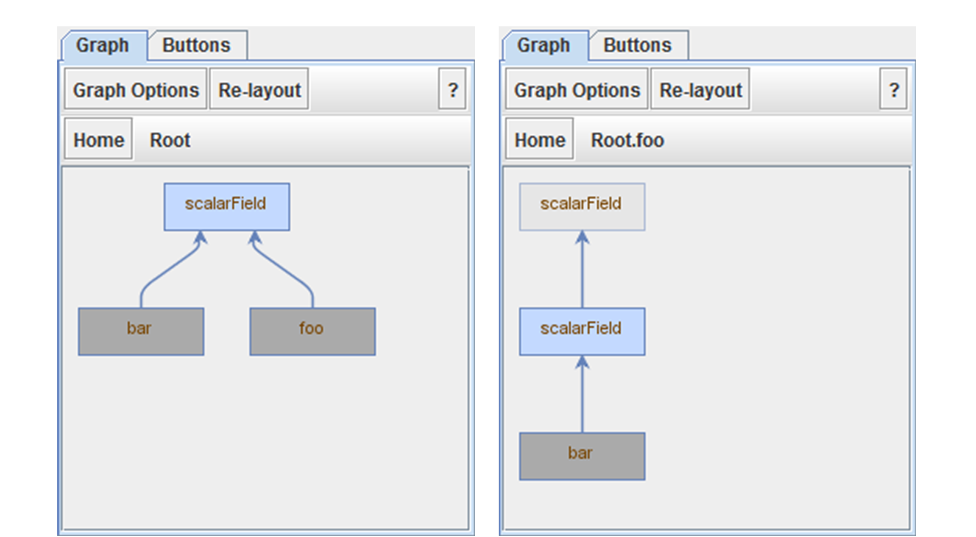 Graph Buttons
Graph Options Re-layout ?
Home Root
scalarField
bar foo
Graph Buttons
Graph Options Re-layout ?
Home Root.foo
scalarField
scalarField
bar